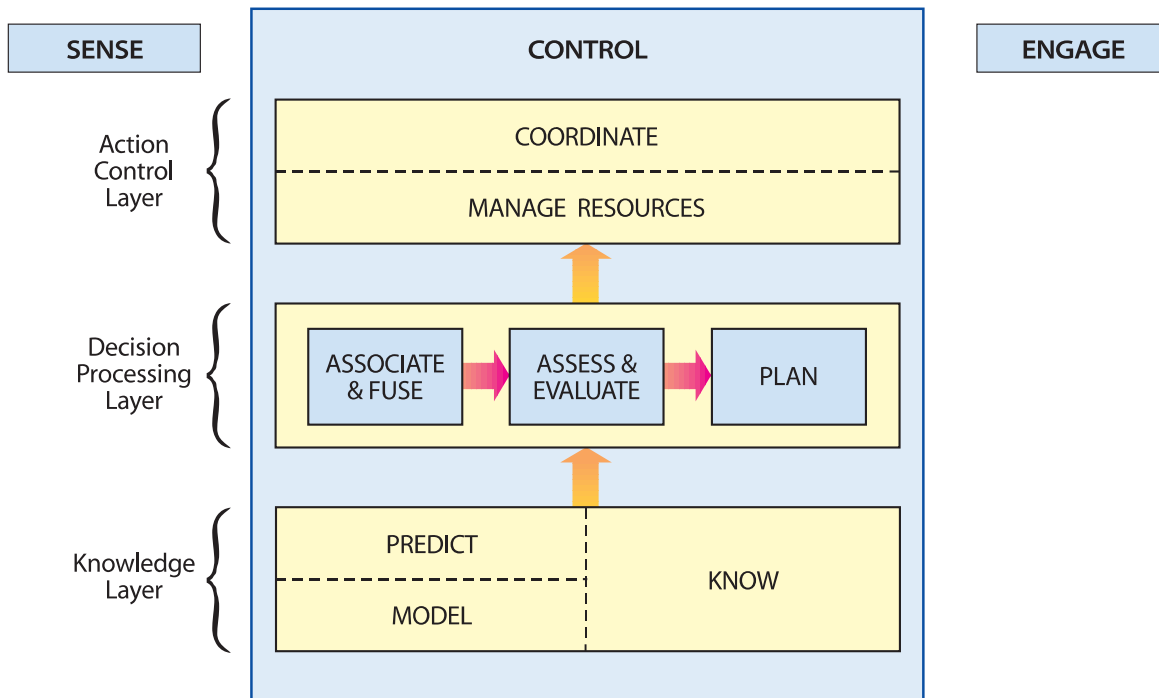 SENSE
CONTROL
ENGAGE
Action
Control
Layer
COORDINATE
MANAGE RESOURCES
Decision
Processing
Layer
ASSOCIATE
& FUSE
ASSESS &
EVALUATE
PLAN
Knowledge
Layer
PREDICT
MODEL
KNOW